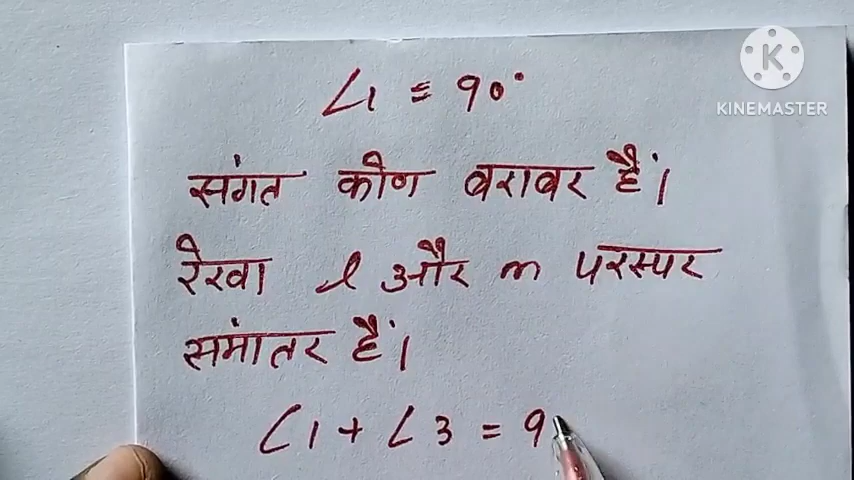 ∠1 = 90°
संगत कोण बराबर हैं।
रेखा l और m परस्पर
समांतर हैं।
∠1 + ∠3 = 9
KINEMASTER